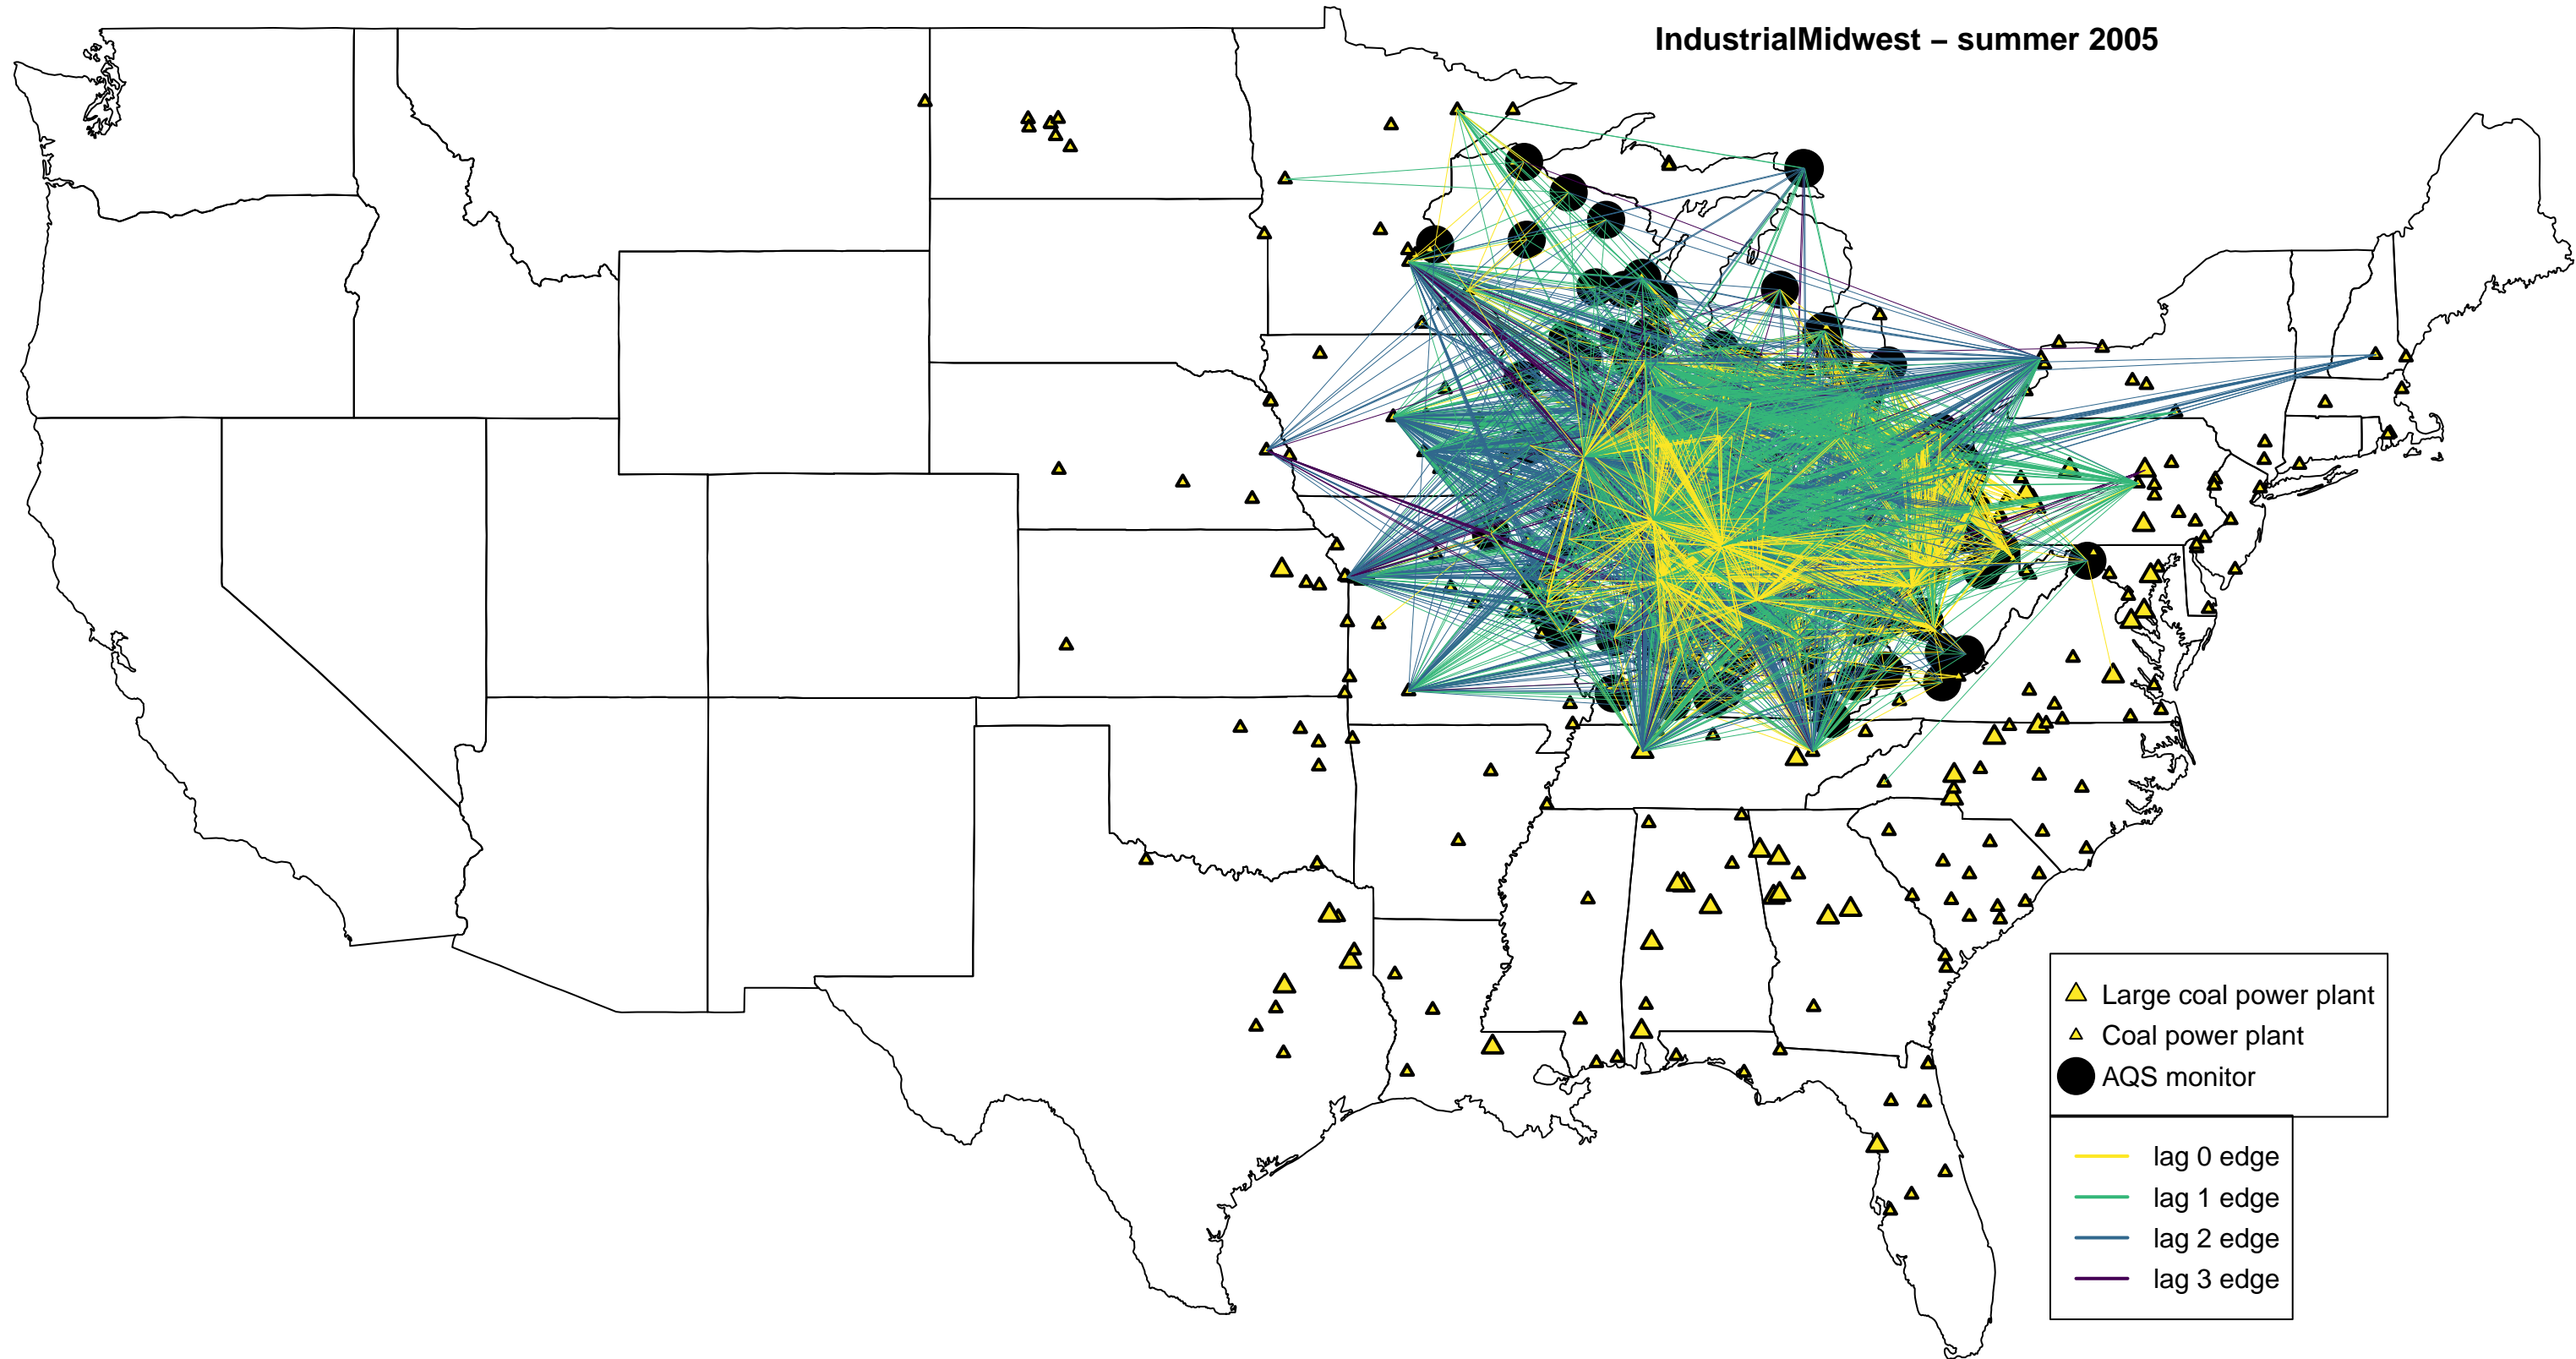 IndustrialMidwest – summer 2005
Large coal power plant
Coal power plant
AQS monitor
lag 0 edge
lag 1 edge
lag 2 edge
lag 3 edge